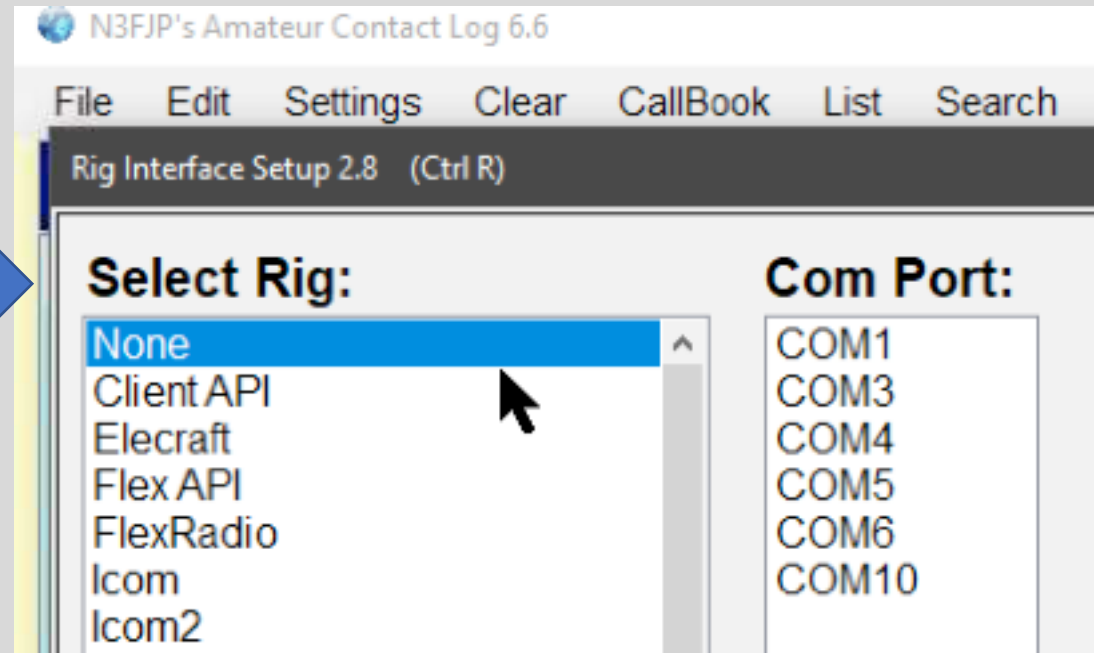 N3FJP's Amateur Contact Log 6.6
File Edit Settings Clear CallBook List Search
Rig Interface Setup 2.8 (Ctrl R)
Select Rig:
None
Client API
Elecraft
Flex API
FlexRadio
Icom
Icom2
Com Port:
COM1
COM3
COM4
COM5
COM6
COM10